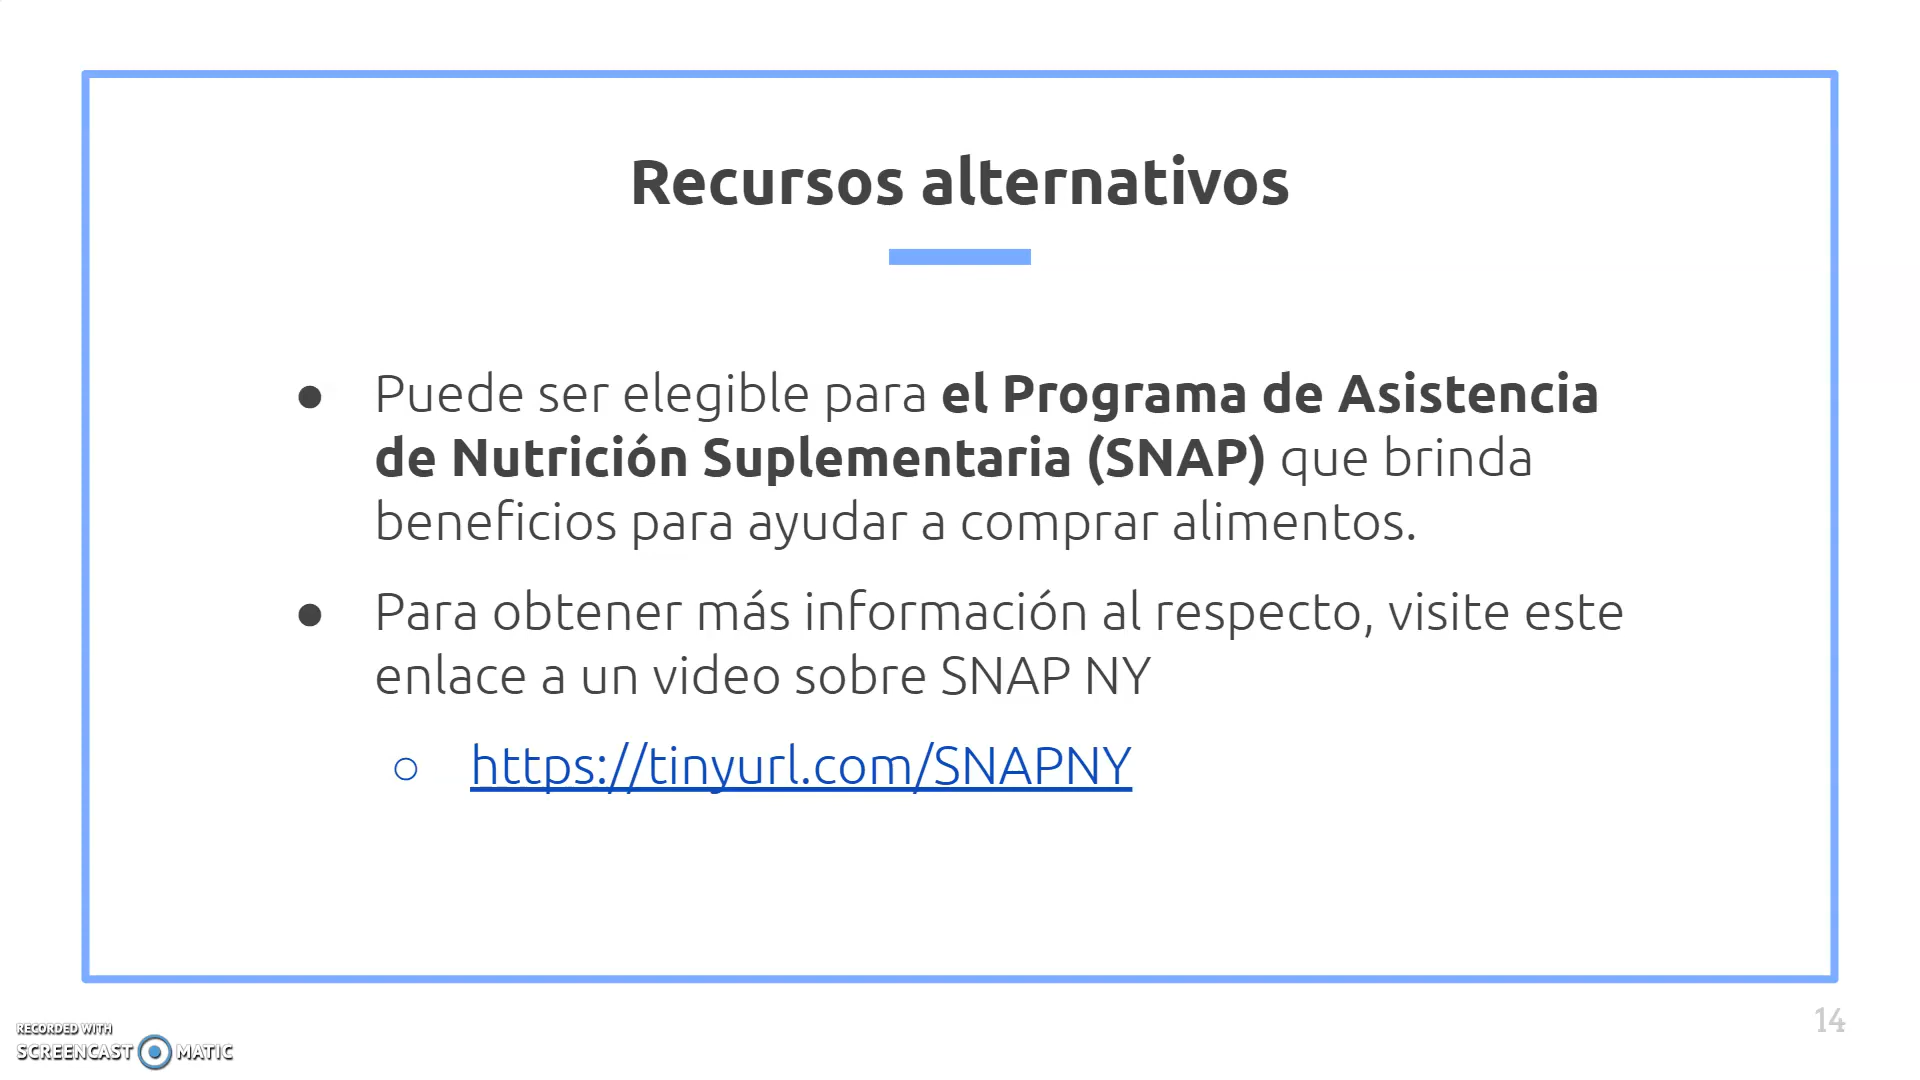 Recursos alternativos
● Puede ser elegible para el Programa de Asistencia
de Nutrición Suplementaria (SNAP) que brinda
beneficios para ayudar a comprar alimentos.
● Para obtener más información al respecto, visite este
enlace a un video sobre SNAP NY
○ https://tinyurl.com/SNAPNY
14
RECORDED WITH
SCREENCAST MATIC